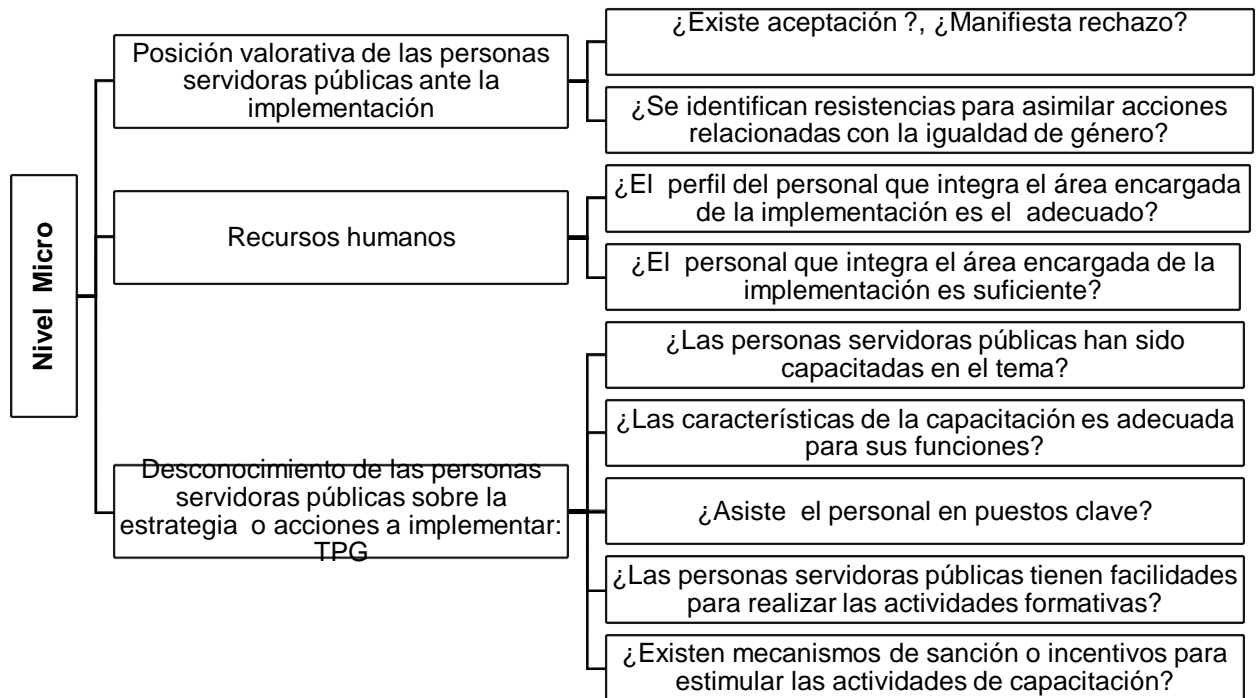 Nivel Micro
Posición valorativa de las personas
servidoras públicas ante la
implementación
¿Existe aceptación ?, ¿Manifiesta rechazo?
¿Se identifican resistencias para asimilar acciones
relacionadas con la igualdad de género?
Recursos humanos
¿El perfil del personal que integra el área encargada
de la implementación es el adecuado?
¿El personal que integra el área encargada de la
implementación es suficiente?
Desconocimiento de las personas
servidoras públicas sobre la
estrategia o acciones a implementar:
TPG
¿Las personas servidoras públicas han sido
capacitadas en el tema?
¿Las características de la capacitación es adecuada
para sus funciones?
¿Asiste el personal en puestos clave?
¿Las personas servidoras públicas tienen facilidades
para realizar las actividades formativas?
¿Existen mecanismos de sanción o incentivos para
estimular las actividades de capacitación?